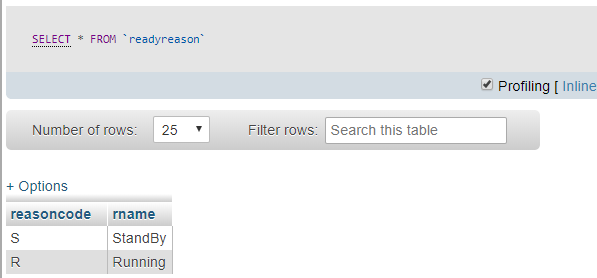 SELECT * FROM `readyreason`
Profiling [ Inline
Number of rows: 25 Filter rows: Search this table
+ Options
reasoncode rname
S StandBy
R Running